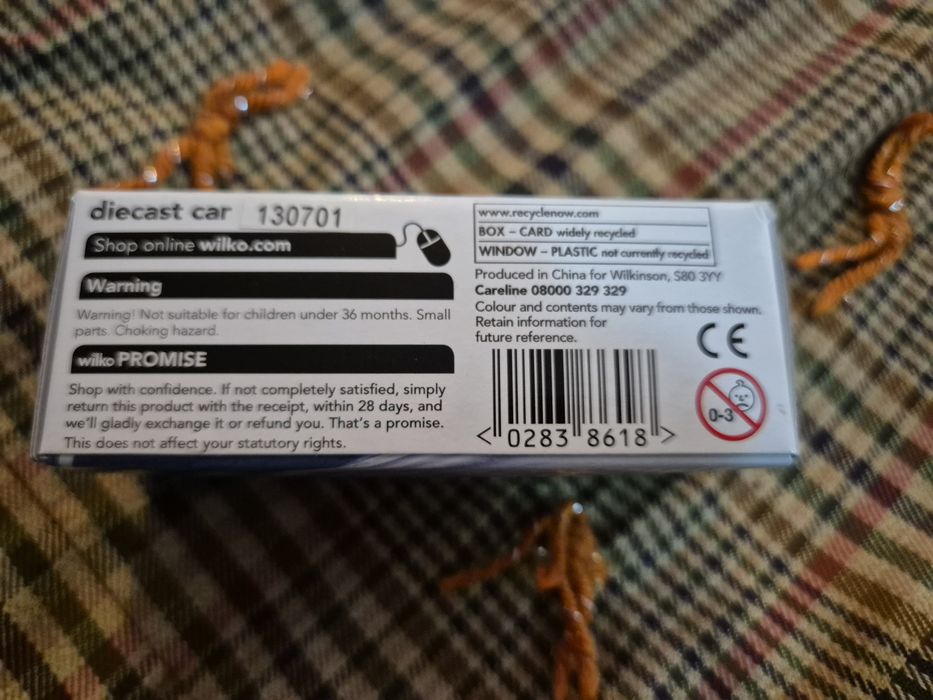 diecast car 130701
Shop online wilko.com
Warning
Warning! Not suitable for children under 36 months. Small
parts. Choking hazard.
wilko PROMISE
Shop with confidence. If not completely satisfied, simply
return this product with the receipt, within 28 days, and
we'll gladly exchange it or refund you. That's a promise.
This does not affect your statutory rights.
www.recyclenow.com
BOX – CARD widely recycled
WINDOW – PLASTIC not currently recycled
Produced in China for Wilkinson, S80 3YY
Careline 08000 329 329
Colour and contents may vary from those shown.
Retain information for
future reference.
CE
0-3
< 0283 8618 >